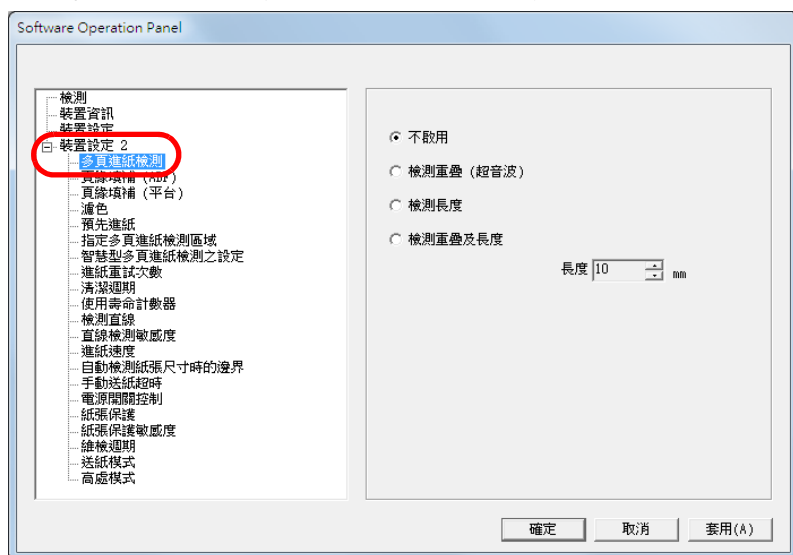 Software Operation Panel
檢測
裝置資訊
裝置設定
裝置設定 2
多頁進紙檢測
頁緣填補 (ADF)
頁緣填補 (平台)
濾色
預先進紙
指定多頁進紙檢測區域
智慧型多頁進紙檢測之設定
進紙重試次數
清潔週期
使用壽命計數器
檢測直線
直線檢測敏感度
進紙速度
自動檢測紙張尺寸時的邊界
手動送紙超時
電源開關控制
紙張保護
紙張保護敏感度
維檢週期
送紙模式
高處模式
不啟用
檢測重疊 (超音波)
檢測長度
檢測重疊及長度
長度 10 mm
確定 取消 套用(A)